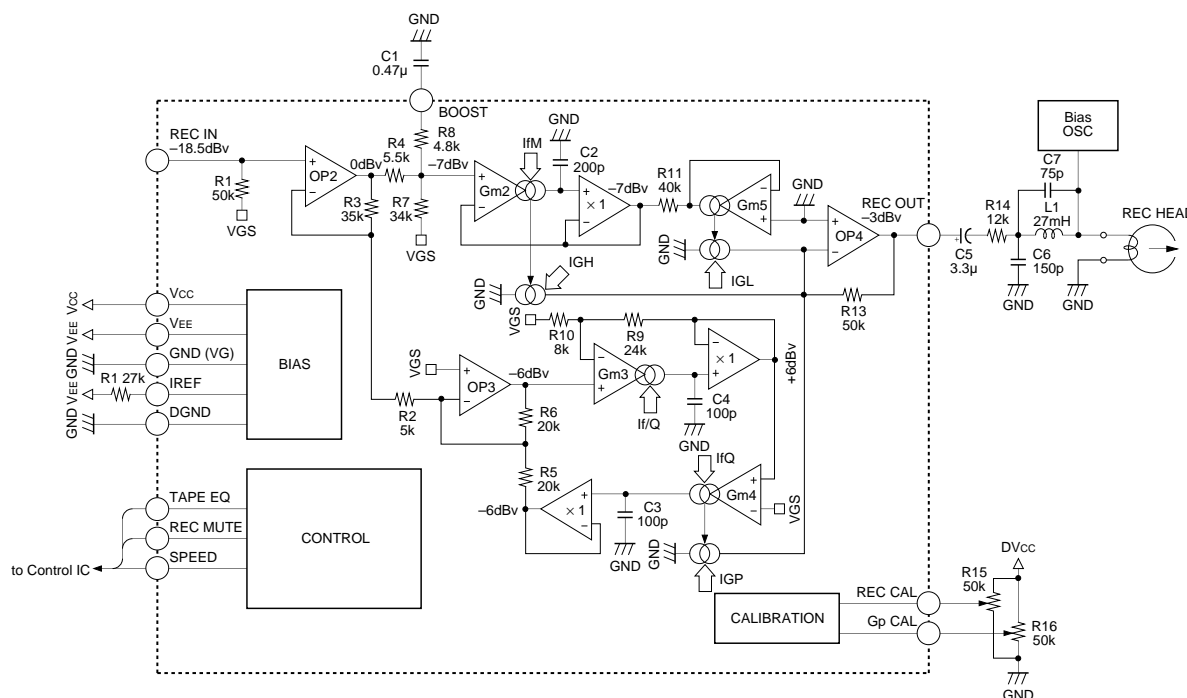 GND
C1
0.47µ
BOOST
REC IN
–18.5dBv
R1
50k
VGS
+
–
OP2
0dBv
R4
5.5k
R8
4.8k
–7dBv
R3
35k
R7
34k
VGS
IfM
GND
C2
200p
+
–
Gm2
+
–
× 1
–7dBv
R11
40k
–
+
Gm5
GND
GND
REC OUT
–3dBv
+
–
OP4
IGL
IGH
GND
R13
50k
Bias
OSC
C7
75p
L1
27mH
R14
12k
+
C5
3.3µ
C6
150p
GND
GND
REC HEAD
VCC
VCC
VEE
VEE
GND
GND (VG)
VEE
R1 27k
IREF
GND
DGND
BIAS
VGS
R10
8k
R9
24k
–
+
Gm3
If/Q
–
+
× 1
+6dBv
C4
100p
GND
VGS
+
–
OP3
–6dBv
R2
5k
R6
20k
R5
20k
–6dBv
+
–
× 1
C3
100p
GND
IfQ
+
–
Gm4
VGS
GND
IGP
TAPE EQ
REC MUTE
SPEED
to Control IC
CONTROL
CALIBRATION
REC CAL
Gp CAL
DVCC
R15
50k
R16
50k
GND